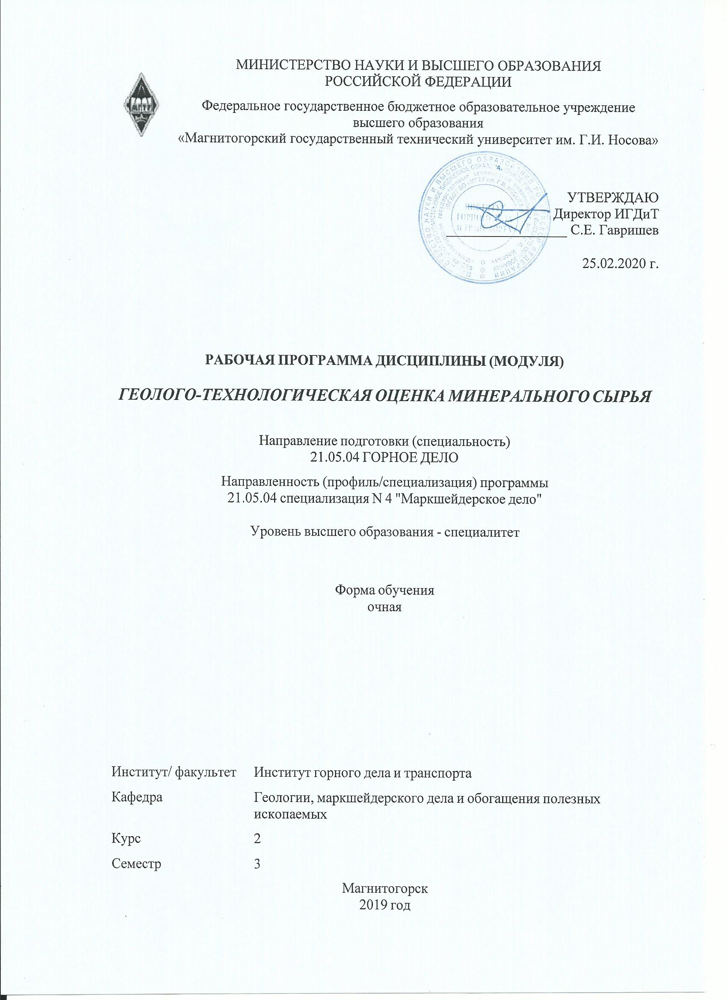 МИНИСТЕРСТВО НАУКИ И ВЫСШЕГО ОБРАЗОВАНИЯ
РОССИЙСКОЙ ФЕДЕРАЦИИ
МГТУ
Федеральное государственное бюджетное образовательное учреждение
высшего образования
«Магнитогорский государственный технический университет им. Г.И. Носова»
УТВЕРЖДАЮ
Директор ИГДиТ
С.Е. Гавришев
25.02.2020 г.
РАБОЧАЯ ПРОГРАММА ДИСЦИПЛИНЫ (МОДУЛЯ)
ГЕОЛОГО-ТЕХНОЛОГИЧЕСКАЯ ОЦЕНКА МИНЕРАЛЬНОГО СЫРЬЯ
Направление подготовки (специальность)
21.05.04 ГОРНОЕ ДЕЛО
Направленность (профиль/специализация) программы
21.05.04 специализация N 4 "Маркшейдерское дело"
Уровень высшего образования - специалитет
Форма обучения
очная
Институт/ факультет Институт горного дела и транспорта
Кафедра Геологии, маркшейдерского дела и обогащения полезных
ископаемых
Курс 2
Семестр 3
Магнитогорск
2019 год